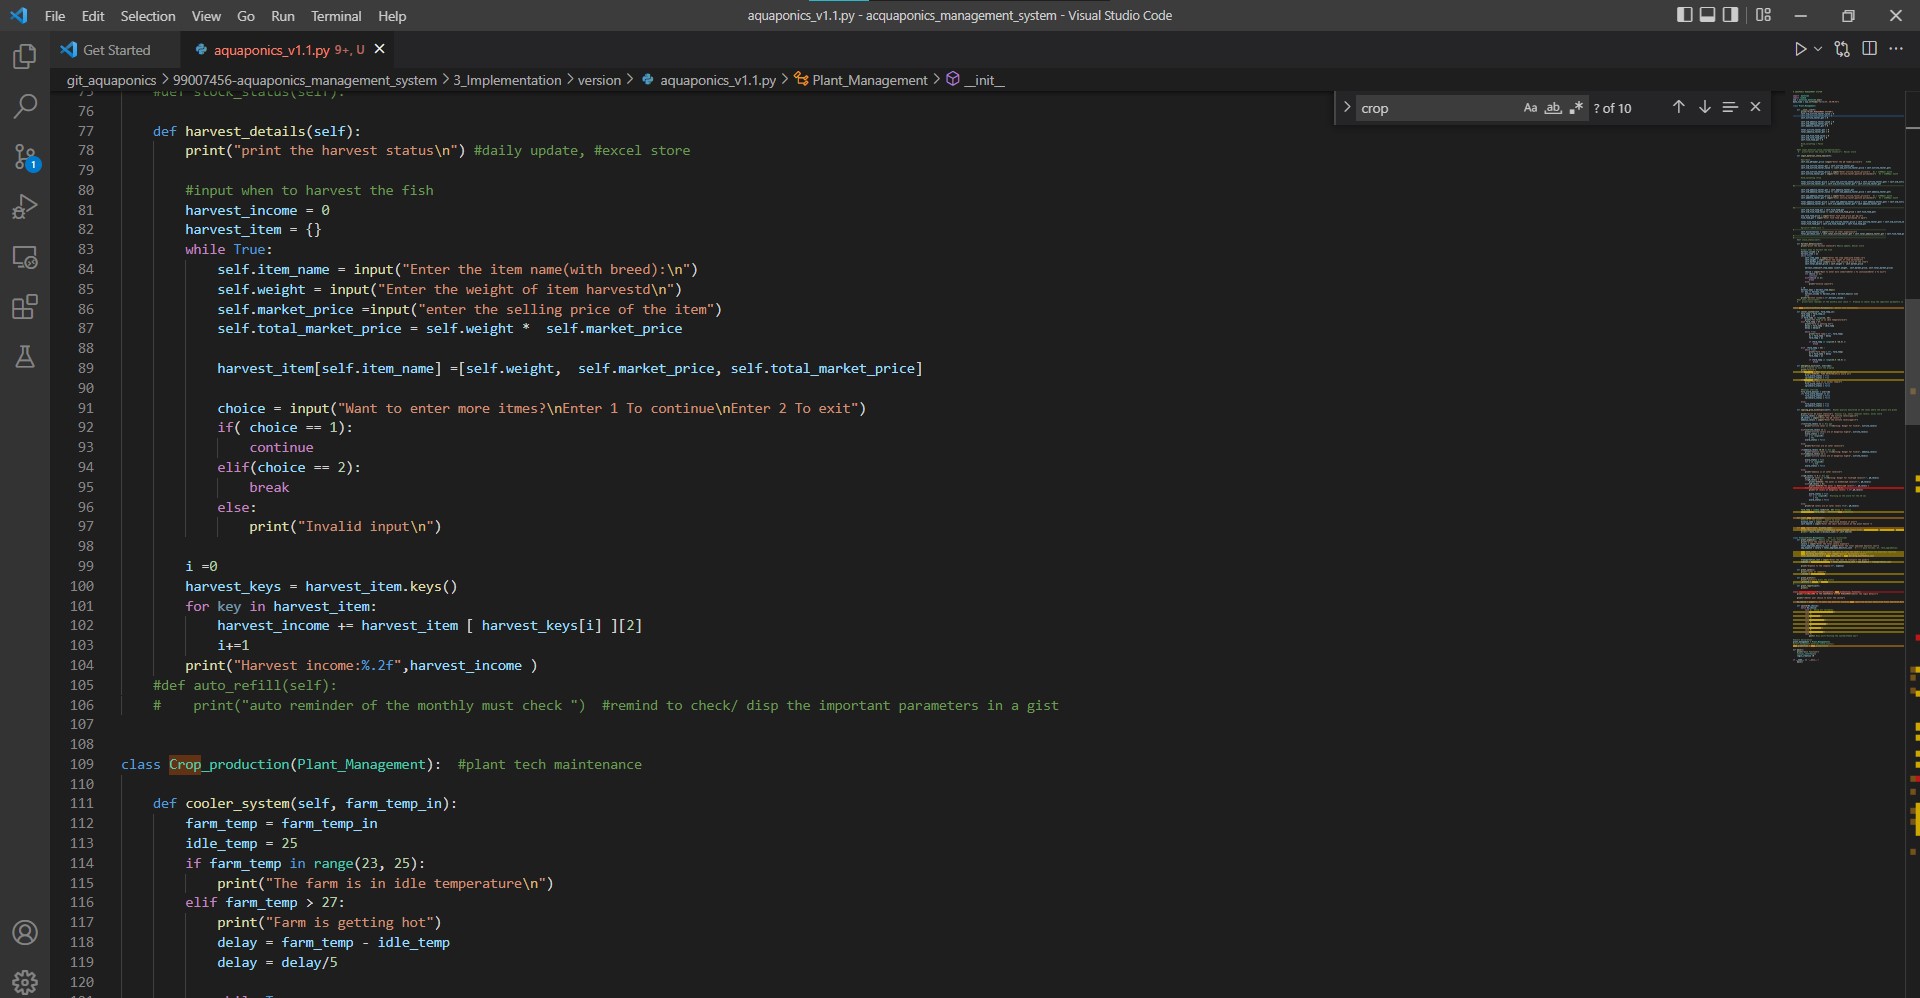 File Edit Selection View Go Run Terminal Help aquaponics_v1.1.py - acquaponics_management_system - Visual Studio Code
Get Started aquaponics_v1.1.py 9+, U
git_aquaponics > 99007456-aquaponics_management_system > 3_Implementation > version > aquaponics_v1.1.py > Plant_Management > __init__
crop Aa ab ? of 10
1
75 #def stock_status(self):
76
77 def harvest_details(self):
78 print("print the harvest status\n") #daily update, #excel store
79
80 #input when to harvest the fish
81 harvest_income = 0
82 harvest_item = {}
83 while True:
84 self.item_name = input("Enter the item name(with breed):\n")
85 self.weight = input("Enter the weight of item harvestd\n")
86 self.market_price =input("enter the selling price of the item")
87 self.total_market_price = self.weight *  self.market_price
88
89 harvest_item[self.item_name] =[self.weight,  self.market_price, self.total_market_price]
90
91 choice = input("Want to enter more itmes?\nEnter 1 To continue\nEnter 2 To exit")
92 if( choice == 1):
93 continue
94 elif(choice == 2):
95 break
96 else:
97 print("Invalid input\n")
98
99 i =0
100 harvest_keys = harvest_item.keys()
101 for key in harvest_item:
102 harvest_income += harvest_item [ harvest_keys[i] ][2]
103 i+=1
104 print("Harvest income:%.2f",harvest_income )
105 #def auto_refill(self):
106 #    print("auto reminder of the monthly must check ")  #remind to check/ disp the important parameters in a gist
107
108
109 class Crop_production(Plant_Management):  #plant tech maintenance
110
111 def cooler_system(self, farm_temp_in):
112 farm_temp = farm_temp_in
113 idle_temp = 25
114 if farm_temp in range(23, 25):
115 print("The farm is in idle temperature\n")
116 elif farm_temp > 27:
117 print("Farm is getting hot")
118 delay = farm_temp - idle_temp
119 delay = delay/5
120